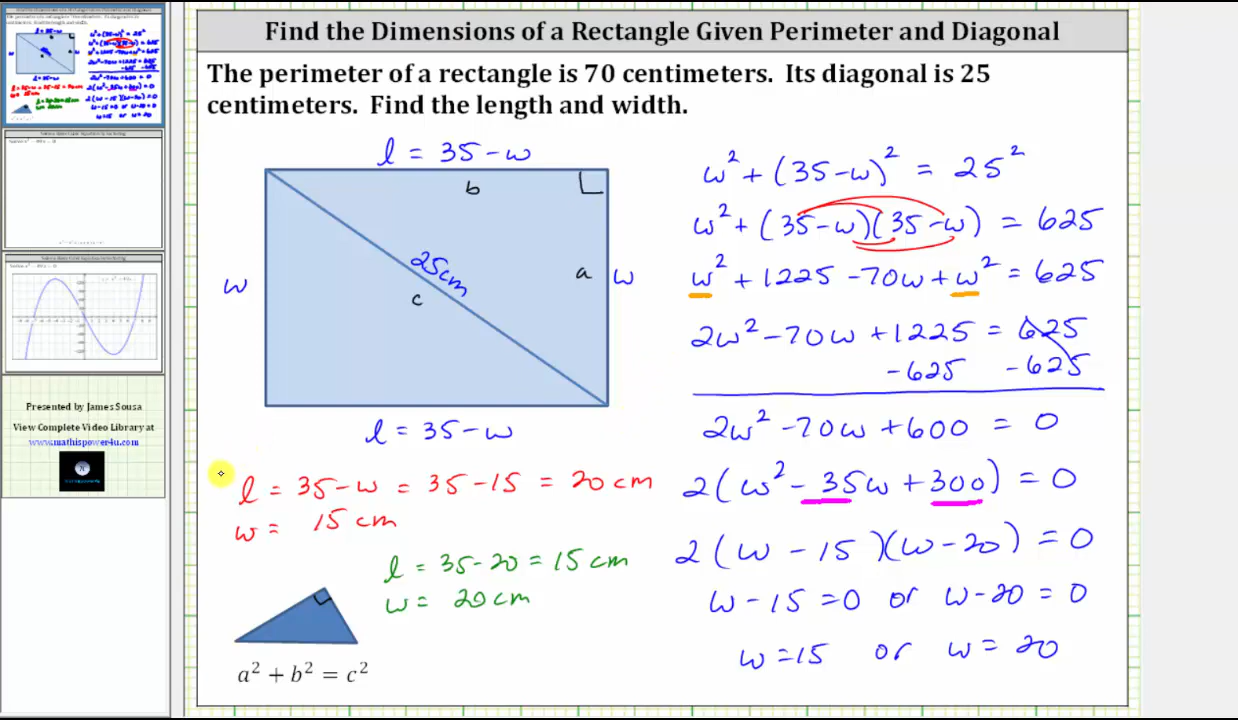 Find the Dimensions of a Rectangle Given Perimeter and Diagonal
The perimeter of a rectangle is 70 centimeters. Its diagonal is 25
centimeters. Find the length and width.
l = 35 - w
b
25cm
c
a
w
w
l = 35 - w
l = 35 - w = 35 - 15 = 20 cm
w = 15 cm
l = 35 - 20 = 15 cm
w = 20 cm
a² + b² = c²
w² + (35 - w)² = 25²
w² + (35 - w)(35 - w) = 625
w² + 1225 - 70w + w² = 625
2w² - 70w + 1225 = 625
- 625 - 625
2w² - 70w + 600 = 0
2(w² - 35w + 300) = 0
2(w - 15)(w - 20) = 0
w - 15 = 0 or w - 20 = 0
w = 15 or w = 20
Presented by James Sousa
View Complete Video Library at
www.mathispower4u.com